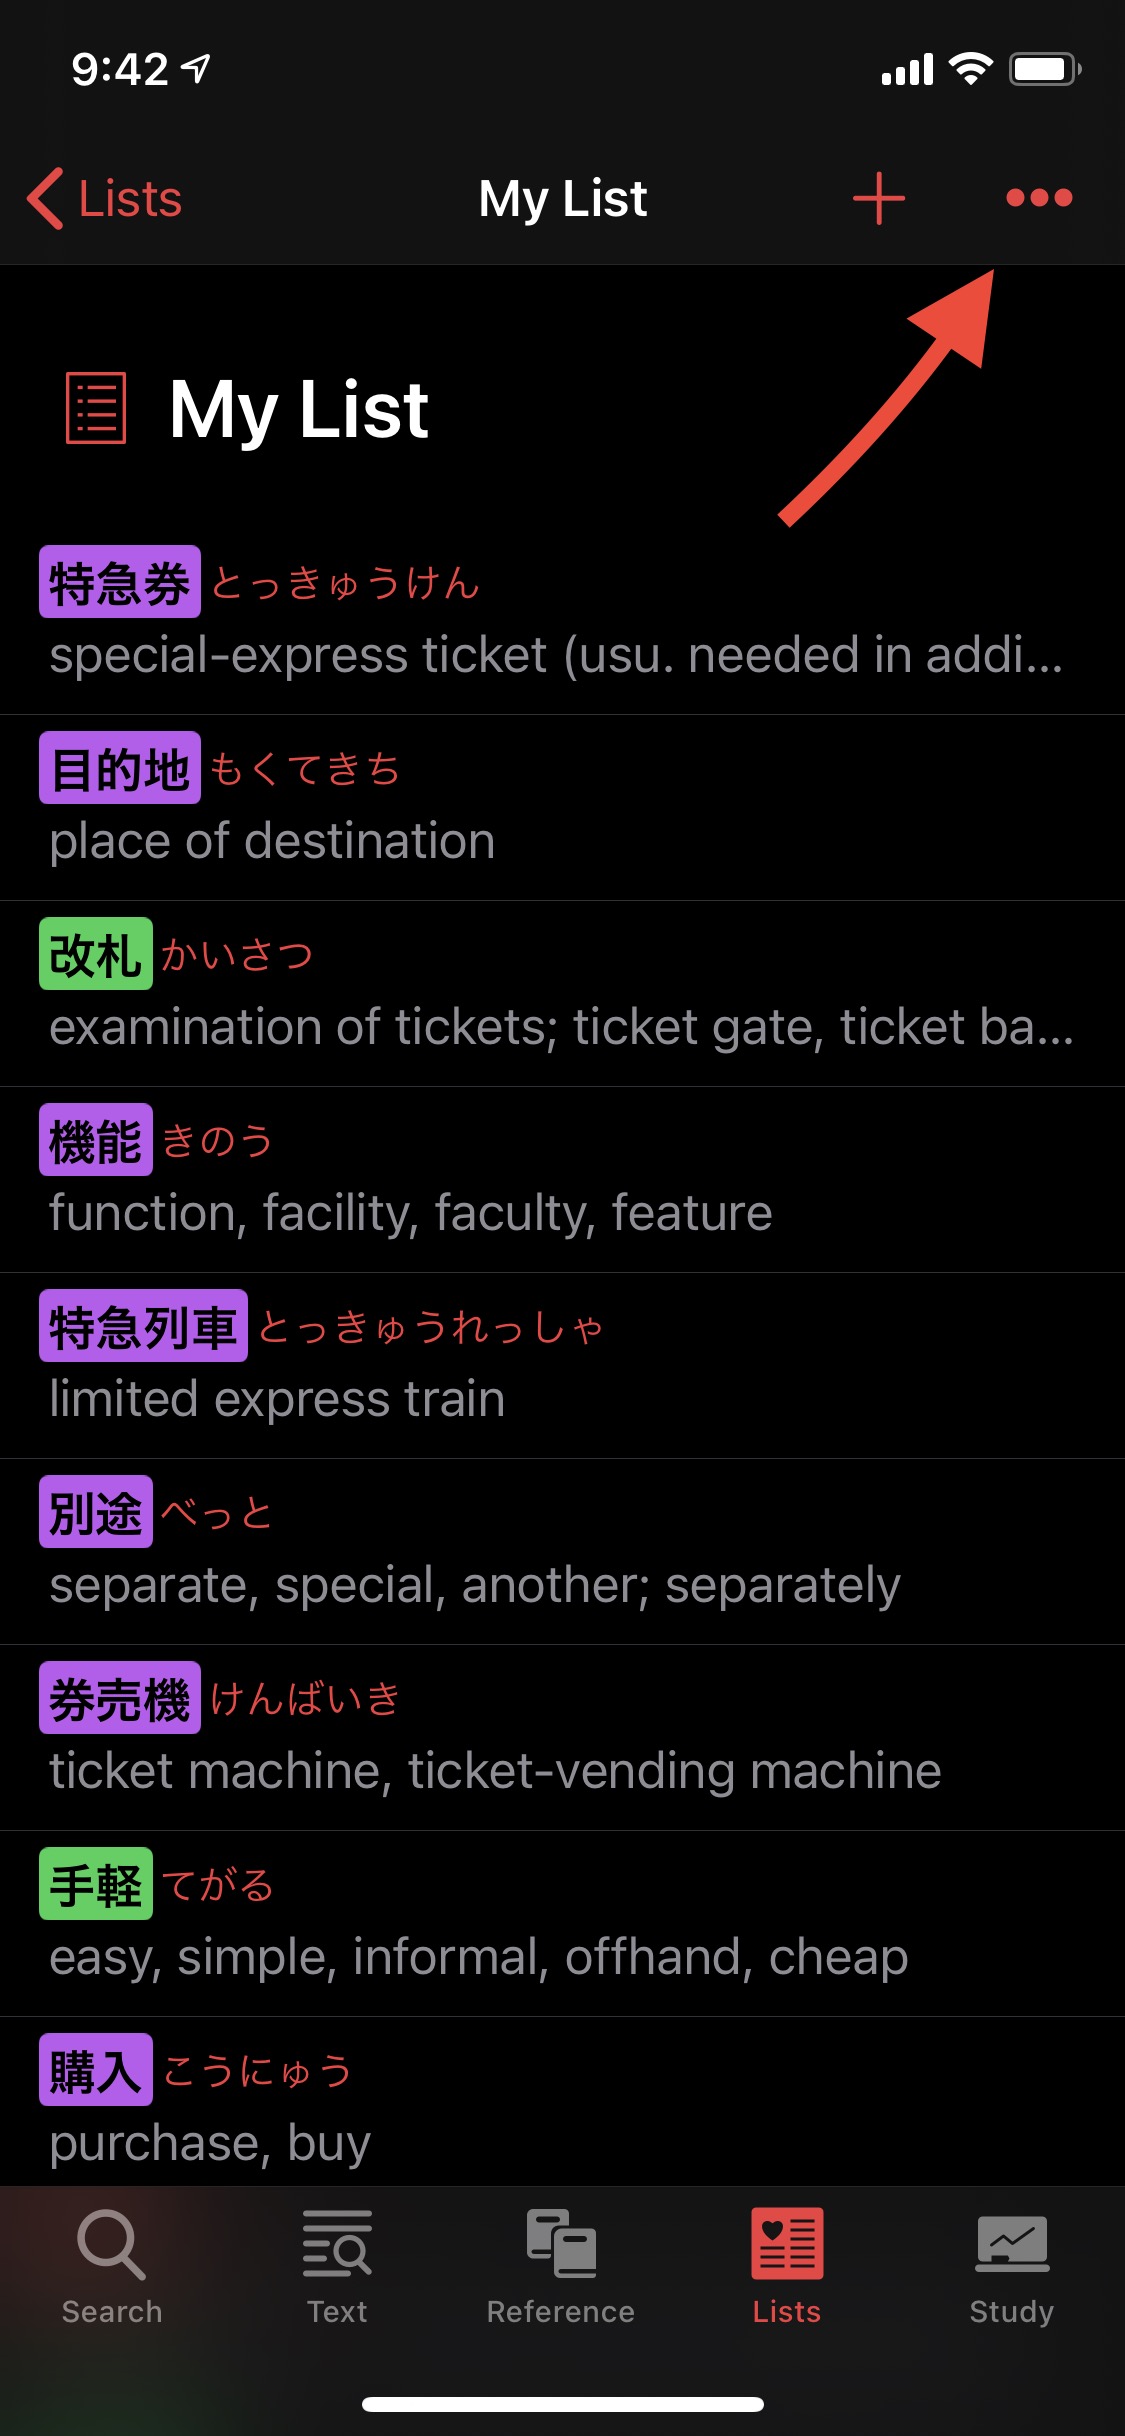 9:42
Lists
My List
My List
特急券 とっきゅうけん
special-express ticket (usu. needed in addi...
目的地 もくてきち
place of destination
改札 かいさつ
examination of tickets; ticket gate, ticket ba...
機能 きのう
function, facility, faculty, feature
特急列車 とっきゅうれっしゃ
limited express train
別途 べっと
separate, special, another; separately
券売機 けんばいき
ticket machine, ticket-vending machine
手軽 てがる
easy, simple, informal, offhand, cheap
購入 こうにゅう
purchase, buy
Search
Text
Reference
Lists
Study